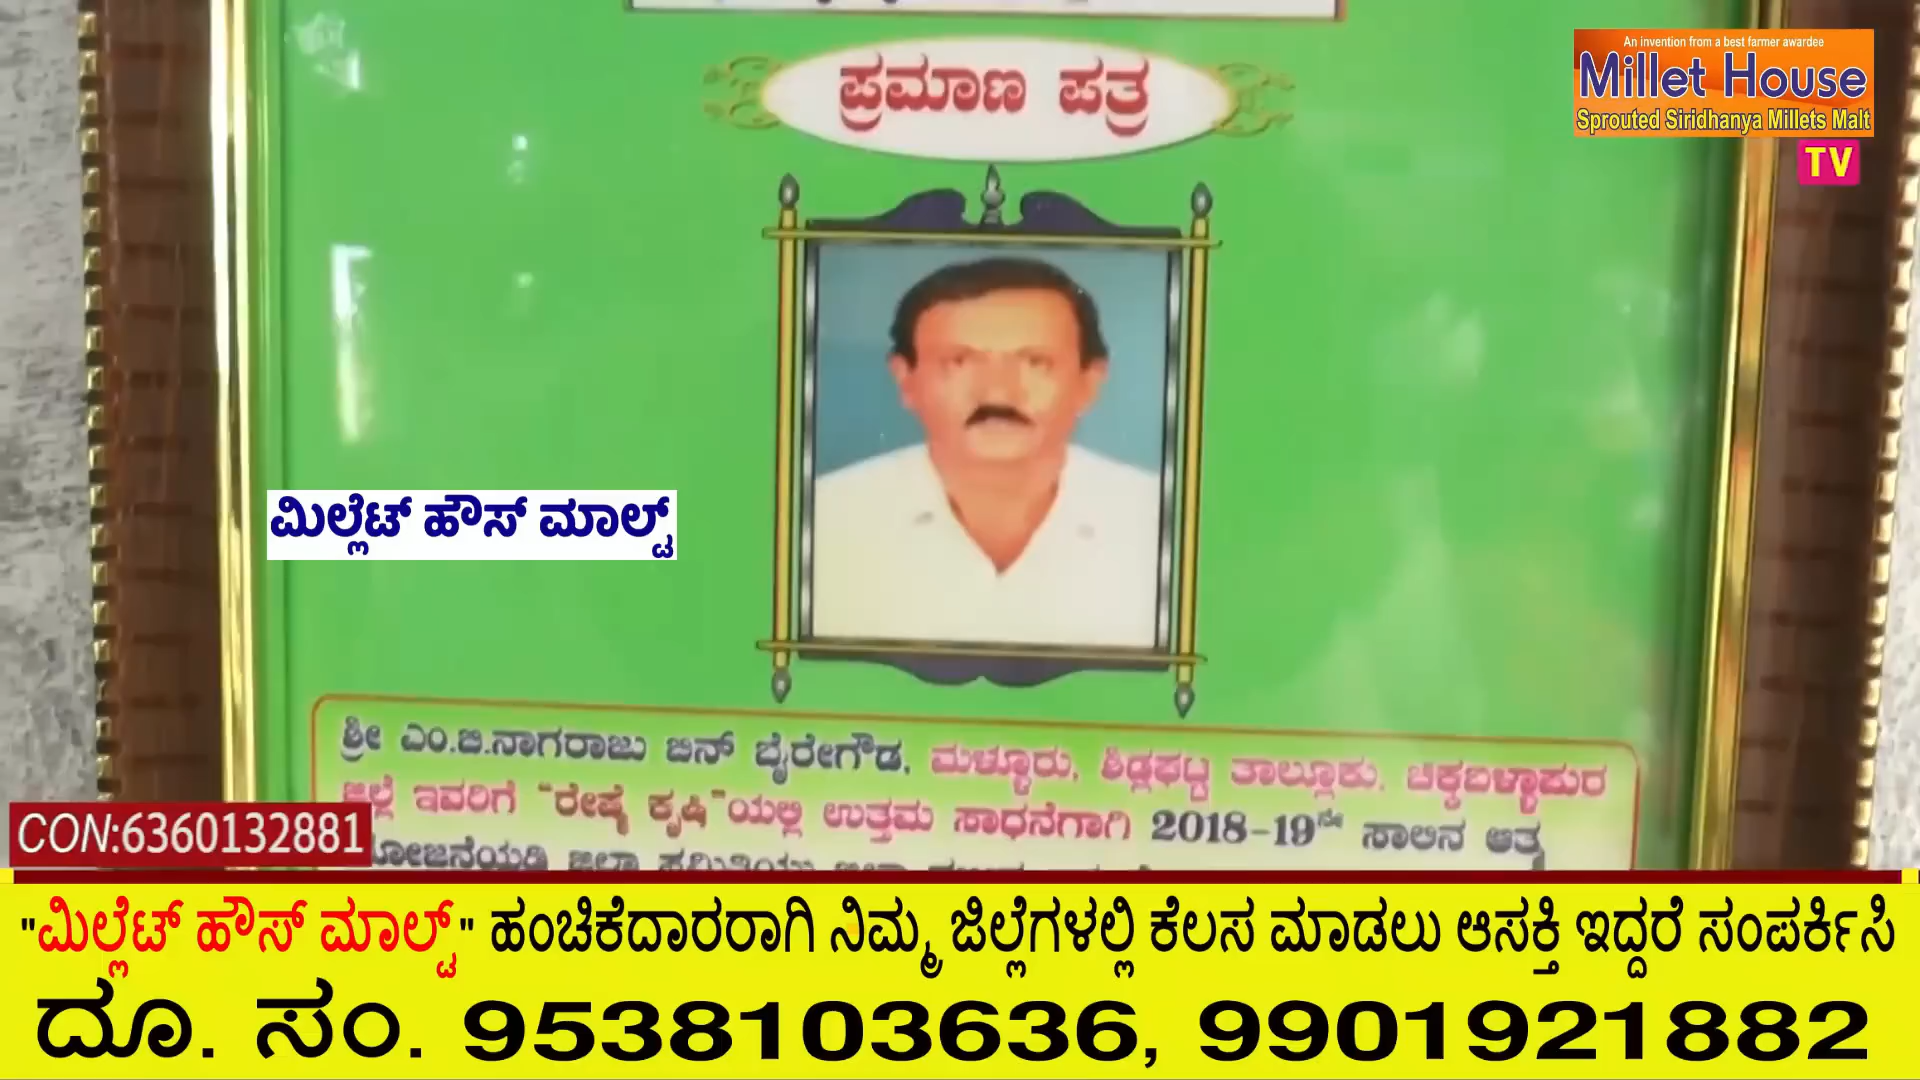 An invention from a best farmer awardee
Millet House
Sprouted Siridhanya Millets Malt
TV
ಪ್ರಮಾಣ ಪತ್ರ
ಮಿಲ್ಲೆಟ್ ಹೌಸ್ ಮಾಲ್ಟ್
ಶ್ರೀ ಎಂ.ಬಿ.ನಾಗರಾಜು ಬಿನ್ ಬೈರೇಗೌಡ, ಮಳ್ಳೂರು, ಶಿಡ್ಲಘಟ್ಟ ತಾಲ್ಲೂಕು, ಚಿಕ್ಕಬಳ್ಳಾಪುರ
ಜಿಲ್ಲೆ ಇವರಿಗೆ "ರೇಷ್ಮೆ ಕೃಷಿ"ಯಲ್ಲಿ ಉತ್ತಮ ಸಾಧನೆಗಾಗಿ 2018-19ನೇ ಸಾಲಿನ ಆತ್ಮ
CON:6360132881
"ಮಿಲ್ಲೆಟ್ ಹೌಸ್ ಮಾಲ್ಟ್" ಹಂಚಿಕೆದಾರರಾಗಿ ನಿಮ್ಮ ಜಿಲ್ಲೆಗಳಲ್ಲಿ ಕೆಲಸ ಮಾಡಲು ಆಸಕ್ತಿ ಇದ್ದರೆ ಸಂಪರ್ಕಿಸಿ
ದೂ. ಸಂ. 9538103636, 9901921882